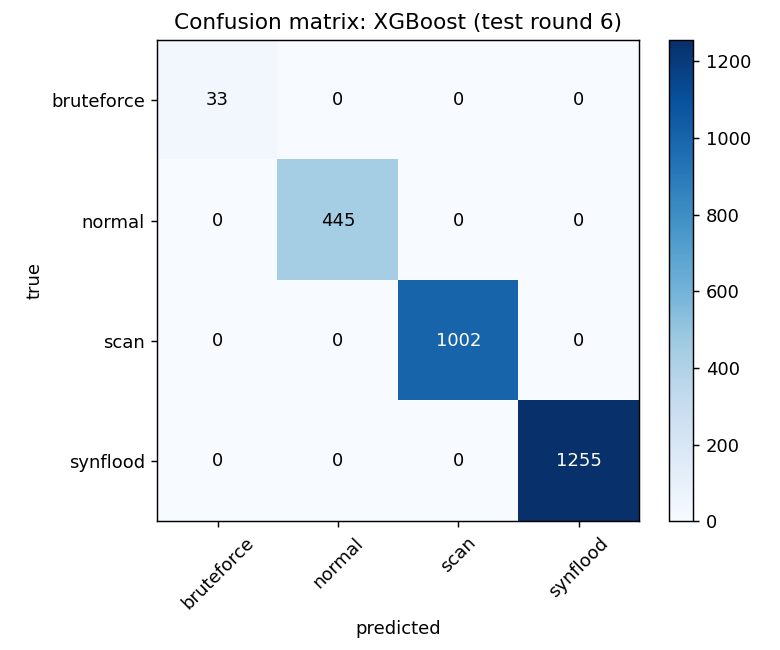 Confusion matrix: XGBoost (test round 6)
bruteforce 33 0 0 0
normal 0 445 0 0
scan 0 0 1002 0
synflood 0 0 0 1255
true
bruteforce normal scan synflood
predicted
1200
1000
800
600
400
200
0